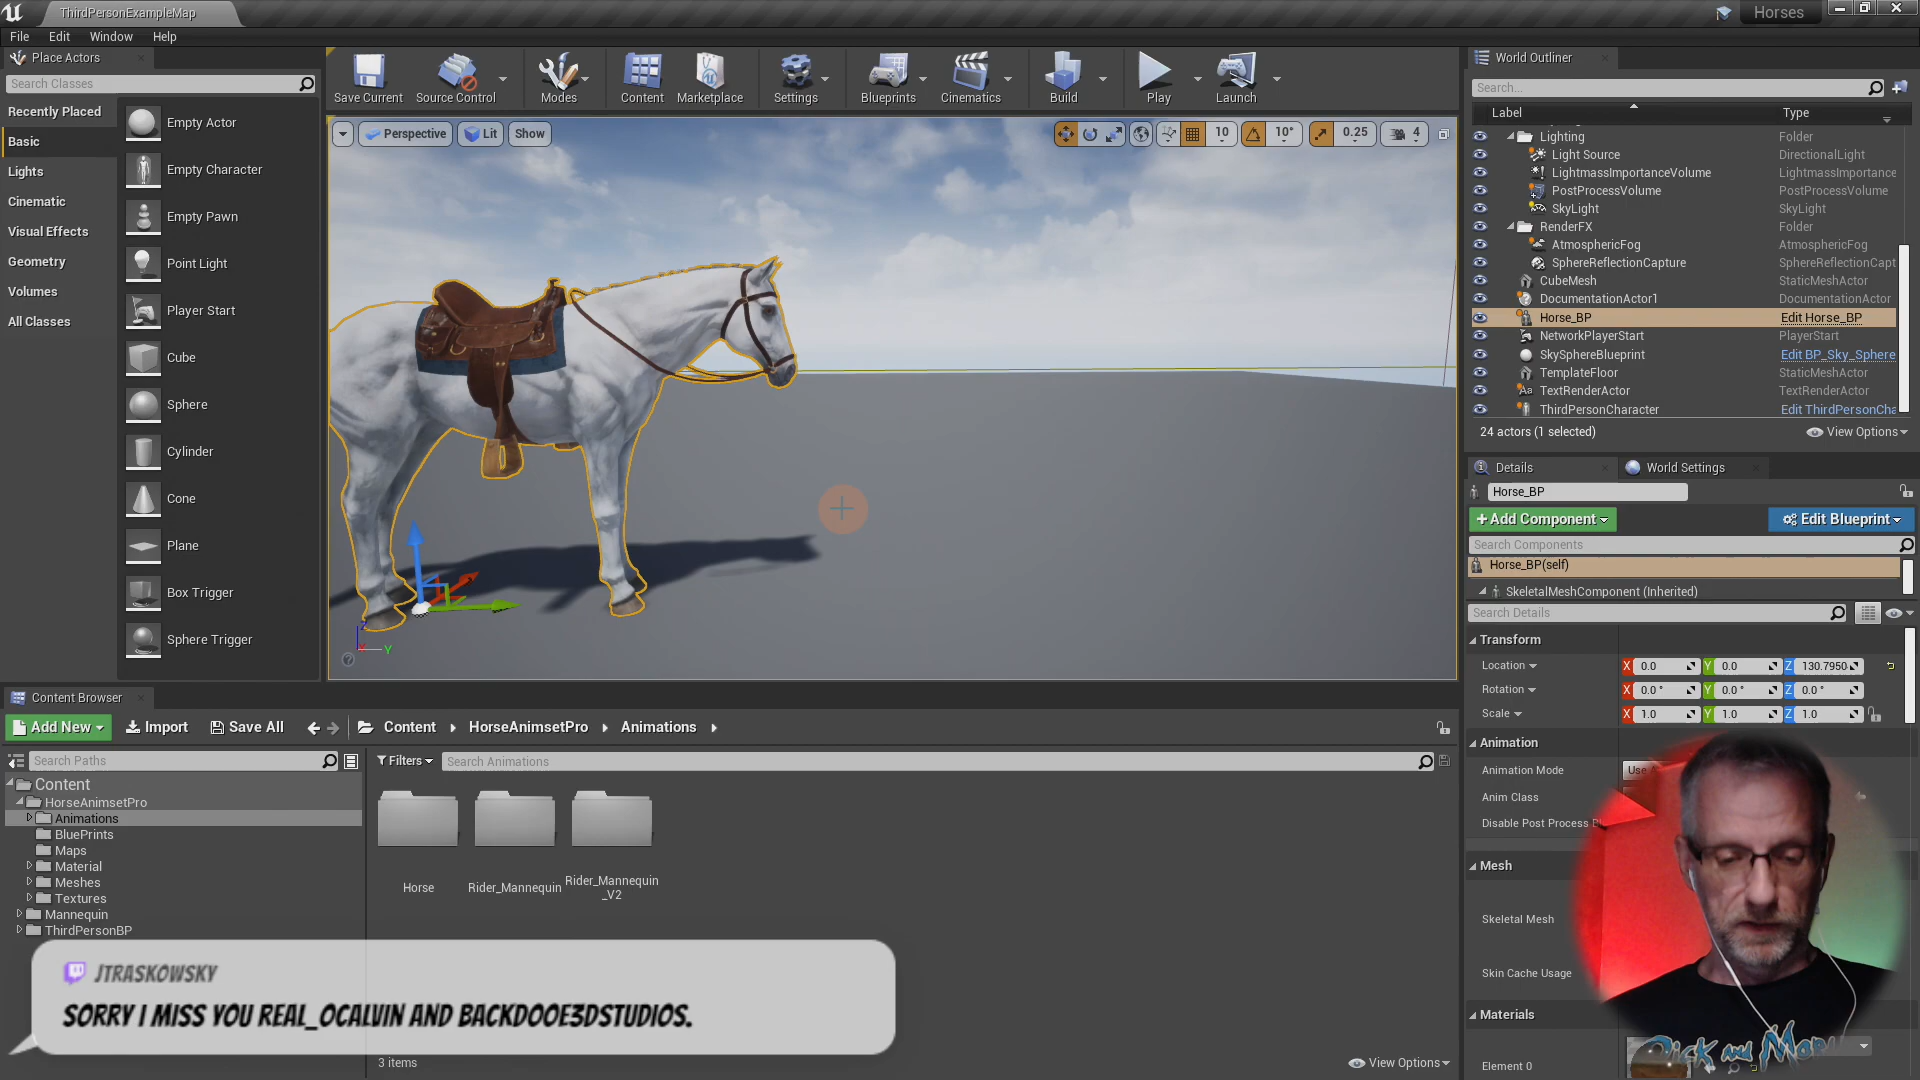 ThirdPersonExampleMap
Horses
File Edit Window Help
Place Actors
Search Classes
Recently Placed
Basic
Lights
Cinematic
Visual Effects
Geometry
Volumes
All Classes
Empty Actor
Empty Character
Empty Pawn
Point Light
Player Start
Cube
Sphere
Cylinder
Cone
Plane
Box Trigger
Sphere Trigger
Save Current Source Control Modes Content Marketplace Settings Blueprints Cinematics Build Play Launch
Perspective Lit Show
10 10° 0.25 4
Z
X Y
World Outliner
Search...
Label Type
Lighting Folder
Light Source DirectionalLight
LightmassImportanceVolume LightmassImportance
PostProcessVolume PostProcessVolume
SkyLight SkyLight
RenderFX Folder
AtmosphericFog AtmosphericFog
SphereReflectionCapture SphereReflectionCapt
CubeMesh StaticMeshActor
DocumentationActor1 DocumentationActor
Horse_BP Edit Horse_BP
NetworkPlayerStart PlayerStart
SkySphereBlueprint Edit BP_Sky_Sphere
TemplateFloor StaticMeshActor
TextRenderActor TextRenderActor
ThirdPersonCharacter Edit ThirdPersonCha
24 actors (1 selected) View Options
Details World Settings
Horse_BP
+Add Component Edit Blueprint
Search Components
Horse_BP(self)
SkeletalMeshComponent (Inherited)
Search Details
Transform
Location X 0.0 Y 0.0 Z 130.7950
Rotation X 0.0 ° Y 0.0 ° Z 0.0 °
Scale X 1.0 Y 1.0 Z 1.0
Animation
Animation Mode Use
Anim Class
Disable Post Process
Mesh
Skeletal Mesh
Skin Cache Usage
Materials
Element 0
Content Browser
Add New Import Save All Content HorseAnimsetPro Animations
Search Paths
Filters Search Animations
Content
HorseAnimsetPro
Animations
BluePrints
Maps
Material
Meshes
Textures
Mannequin
ThirdPersonBP
Horse
Rider_Mannequin
Rider_Mannequin
_V2
3 items View Options
JTRASKOWSKY
SORRY I MISS YOU REAL_OCALVIN AND BACKDOOE3DSTUDIOS.